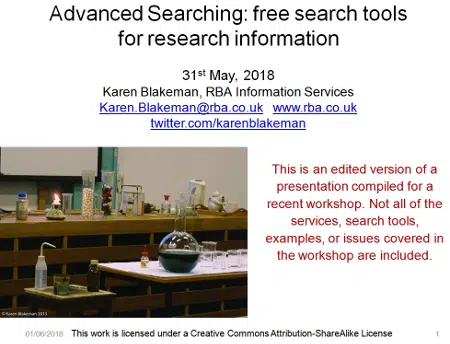 Advanced Searching: free search tools
for research information
31st May, 2018
Karen Blakeman, RBA Information Services
Karen.Blakeman@rba.co.uk www.rba.co.uk
twitter.com/karenblakeman
This is an edited version of a
presentation compiled for a
recent workshop. Not all of the
services, search tools,
examples, or issues covered in
the workshop are included.
© Karen Blakeman 2013
01/06/2018 This work is licensed under a Creative Commons Attribution-ShareAlike License 1